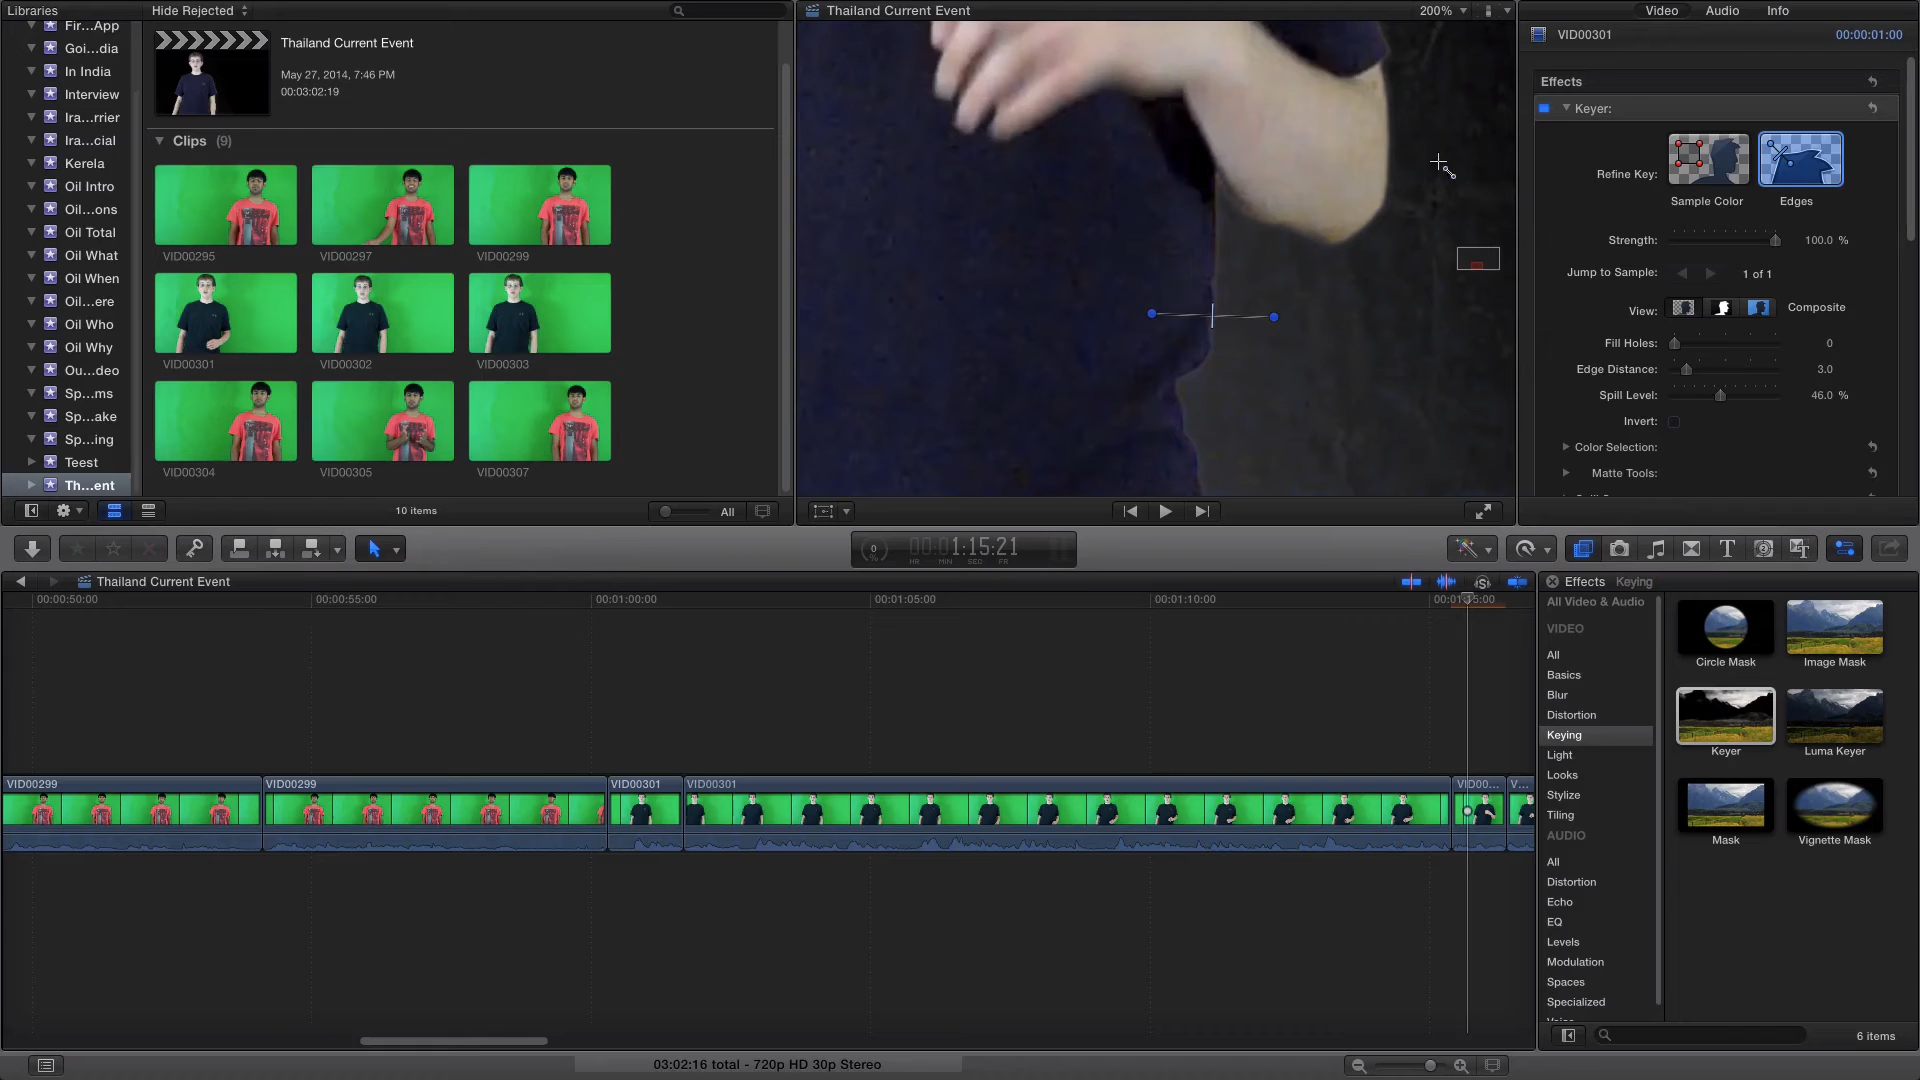 Libraries
Hide Rejected
Thailand Current Event
200%
Video
Audio
Info
Fir...App
Goi...dia
In India
Interview
Ira...rrier
Ira...cial
Kerela
Oil Intro
Oil...ons
Oil Total
Oil What
Oil When
Oil...ere
Oil Who
Oil Why
Ou...deo
Sp...ms
Sp...ake
Sp...ing
Teest
Th...ent
Thailand Current Event
May 27, 2014, 7:46 PM
00:03:02:19
Clips (9)
VID00295
VID00297
VID00299
VID00301
VID00302
VID00303
VID00304
VID00305
VID00307
10 items
All
VID00301
00:00:01:00
Effects
Keyer:
Refine Key:
Sample Color
Edges
Strength:
100.0 %
Jump to Sample:
1 of 1
View:
Composite
Fill Holes:
0
Edge Distance:
3.0
Spill Level:
46.0 %
Invert:
Color Selection:
Matte Tools:
0
%
00:00:01:15:21
HR MIN SEC FR
Thailand Current Event
00:00:50:00
00:00:55:00
00:01:00:00
00:01:05:00
00:01:10:00
00:01:15:00
VID00299
VID00299
VID00301
VID00301
VID00...
V...
Effects
Keying
All Video & Audio
VIDEO
All
Basics
Blur
Distortion
Keying
Light
Looks
Stylize
Tiling
AUDIO
All
Distortion
Echo
EQ
Levels
Modulation
Spaces
Specialized
Circle Mask
Image Mask
Keyer
Luma Keyer
Mask
Vignette Mask
6 items
03:02:16 total - 720p HD 30p Stereo